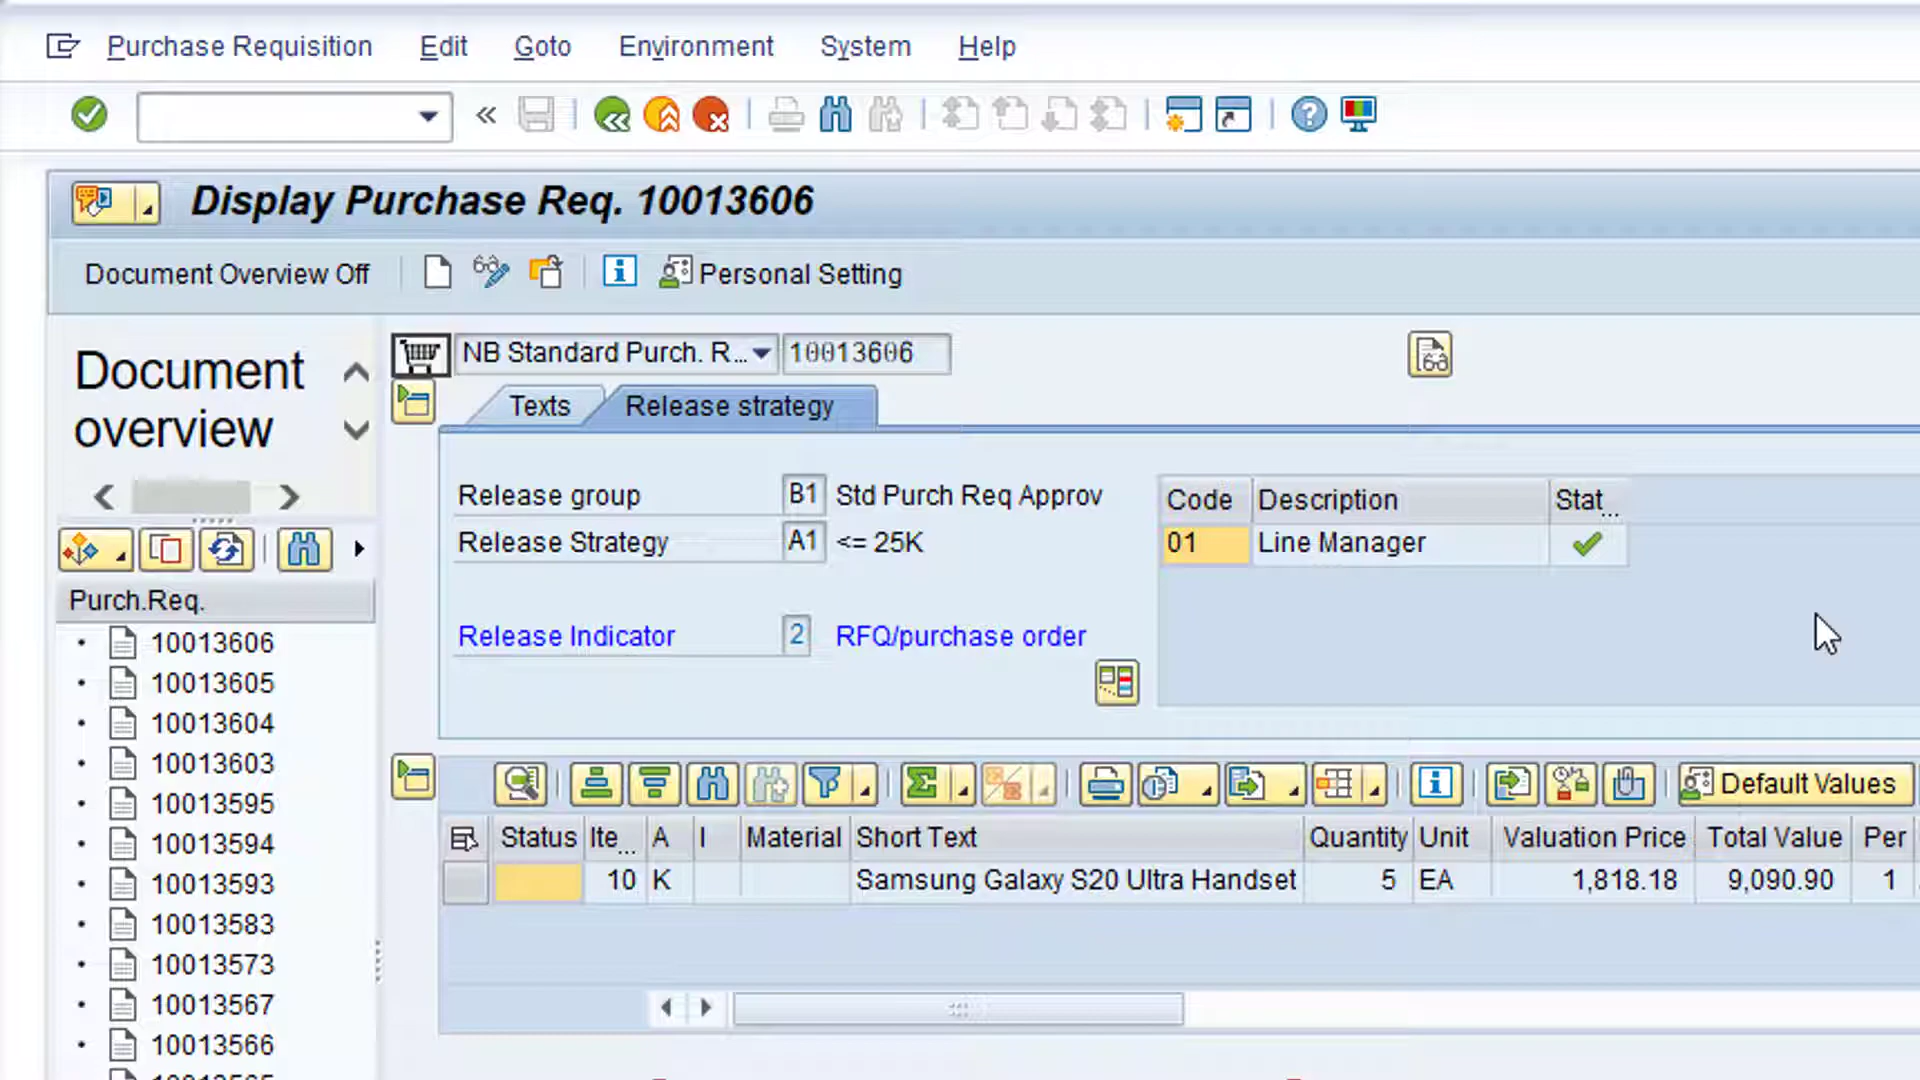 Purchase Requisition Edit Goto Environment System Help
Display Purchase Req. 10013606
Document Overview Off Personal Setting
Document
overview
NB Standard Purch. R... 10013606
Texts Release strategy
Release group B1 Std Purch Req Approv
Release Strategy A1 <= 25K
Release Indicator 2 RFQ/purchase order
Code Description Stat...
01 Line Manager
Purch.Req.
10013606
10013605
10013604
10013603
10013595
10013594
10013593
10013583
10013573
10013567
10013566
Default Values
Status Ite... A I Material Short Text Quantity Unit Valuation Price Total Value Per
10 K Samsung Galaxy S20 Ultra Handset 5 EA 1,818.18 9,090.90 1